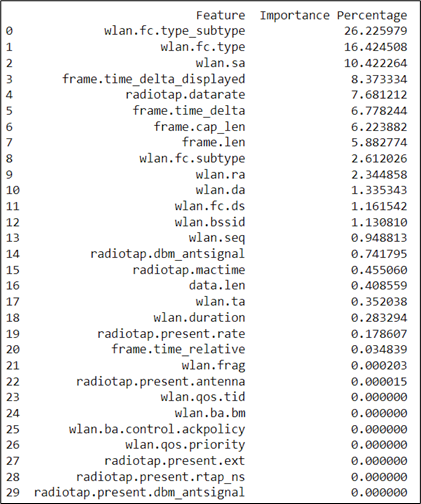 Feature Importance Percentage
0 wlan.fc.type_subtype 26.225979
1 wlan.fc.type 16.424508
2 wlan.sa 10.422264
3 frame.time_delta_displayed 8.373334
4 radiotap.datarate 7.681212
5 frame.time_delta 6.778244
6 frame.cap_len 6.223882
7 frame.len 5.882774
8 wlan.fc.subtype 2.612026
9 wlan.ra 2.344858
10 wlan.da 1.335343
11 wlan.fc.ds 1.161542
12 wlan.bssid 1.130810
13 wlan.seq 0.948813
14 radiotap.dbm_antsignal 0.741795
15 radiotap.mactime 0.455060
16 data.len 0.408559
17 wlan.ta 0.352038
18 wlan.duration 0.283294
19 radiotap.present.rate 0.178607
20 frame.time_relative 0.034839
21 wlan.frag 0.000203
22 radiotap.present.antenna 0.000015
23 wlan.qos.tid 0.000000
24 wlan.ba.bm 0.000000
25 wlan.ba.control.ackpolicy 0.000000
26 wlan.qos.priority 0.000000
27 radiotap.present.ext 0.000000
28 radiotap.present.rtap_ns 0.000000
29 radiotap.present.dbm_antsignal 0.000000